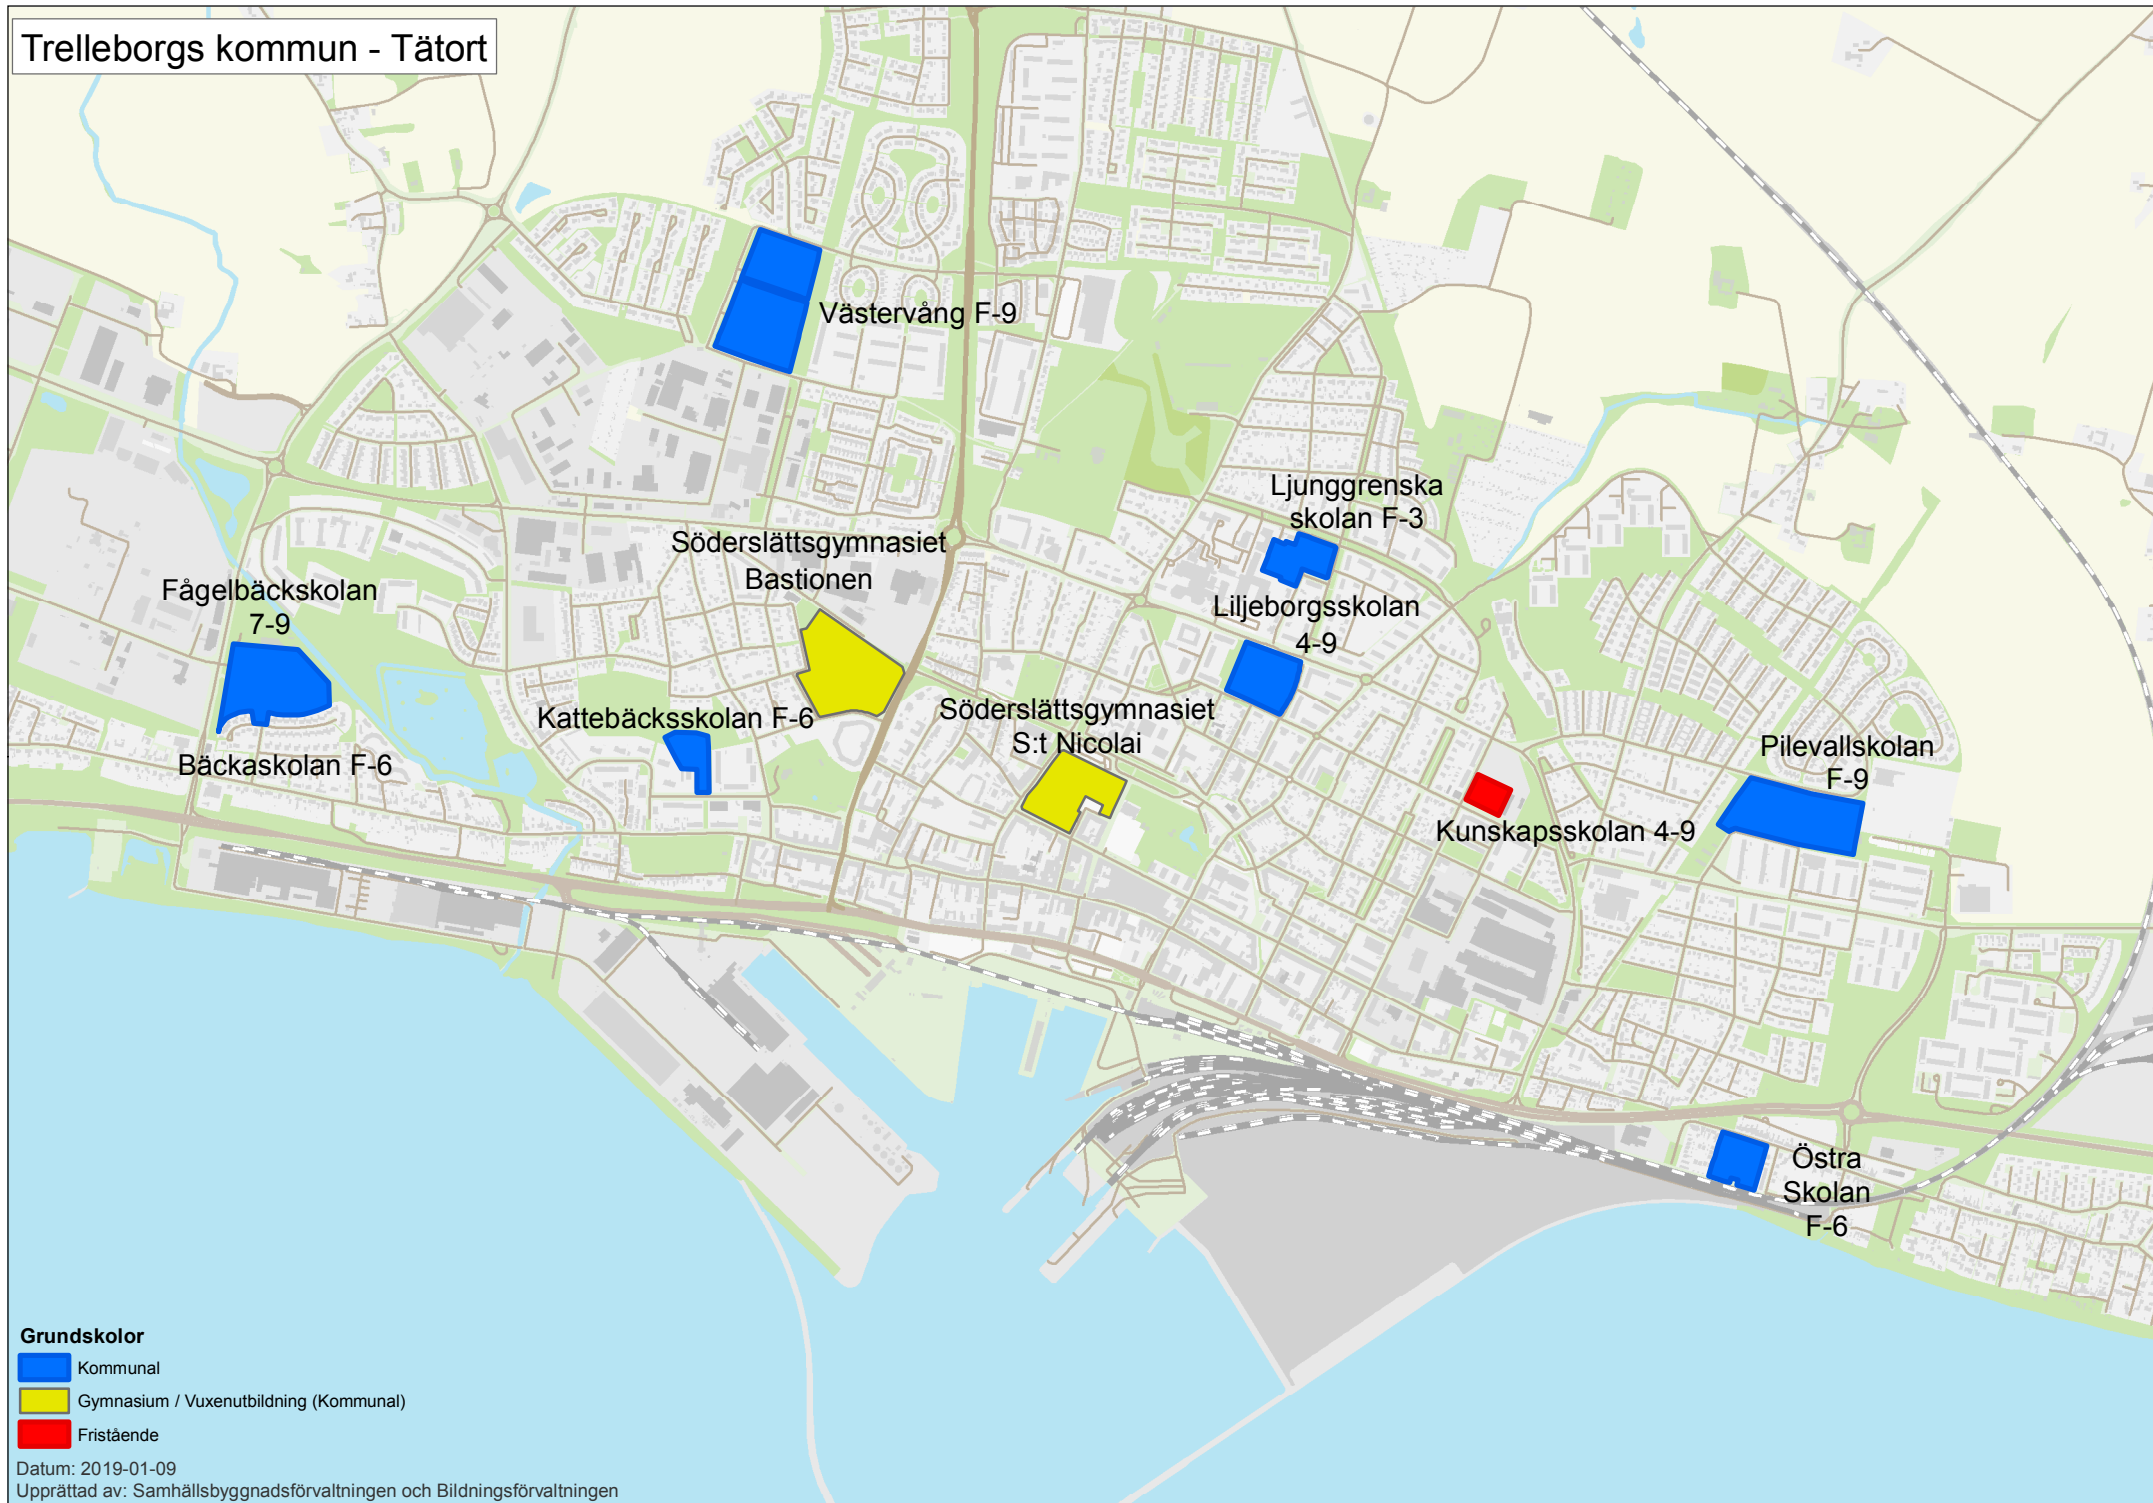 Trelleborgs kommun - Tätort
Västervång F-9
Ljunggrenska
skolan F-3
Söderslättsgymnasiet
Bastionen
Fågelbäckskolan
7-9
Liljeborgsskolan
4-9
Kattebäcksskolan F-6
Söderslättsgymnasiet
S:t Nicolai
Bäckaskolan F-6
Pilevallskolan
F-9
Kunskapsskolan 4-9
Östra
Skolan
F-6
Grundskolor
Kommunal
Gymnasium / Vuxenutbildning (Kommunal)
Fristående
Datum: 2019-01-09
Upprättad av: Samhällsbyggnadsförvaltningen och Bildningsförvaltningen